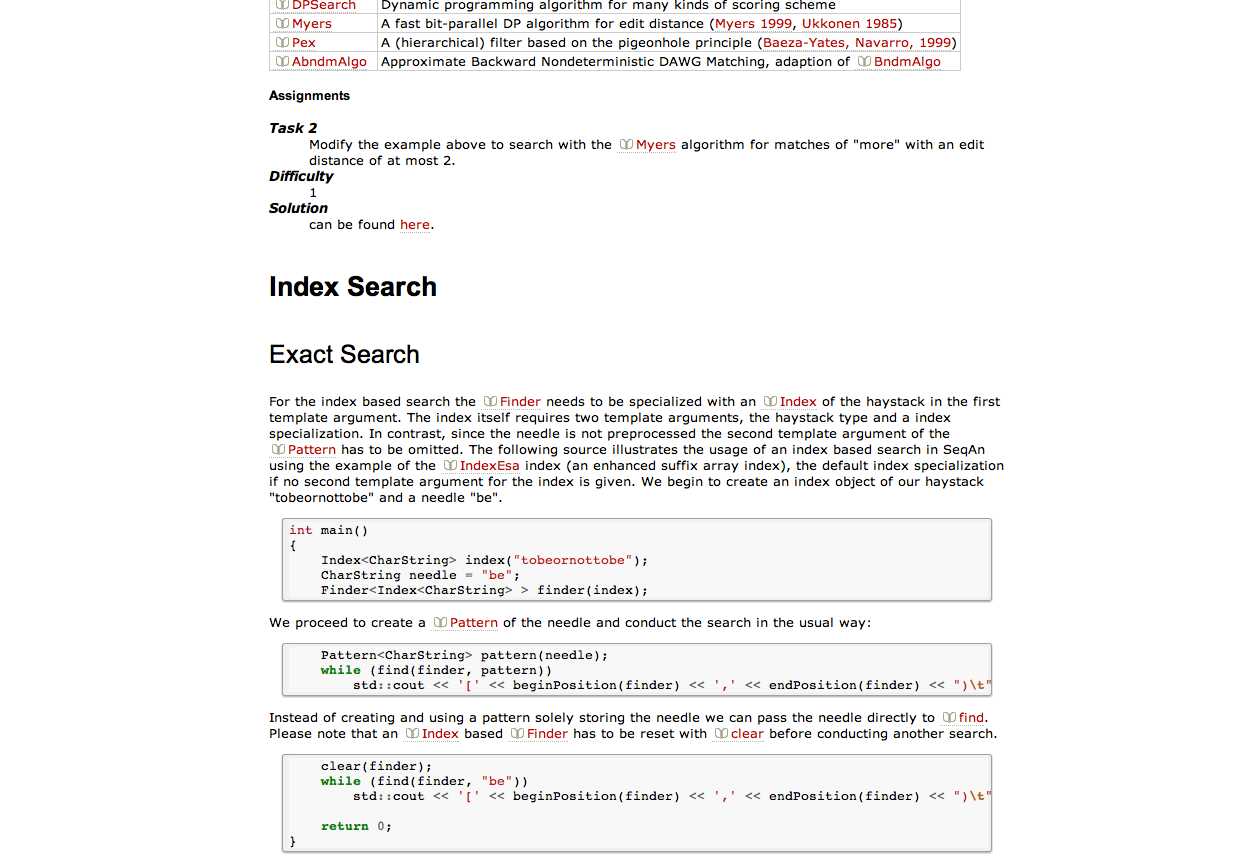 DPSearch Dynamic programming algorithm for many kinds of scoring scheme
Myers A fast bit-parallel DP algorithm for edit distance (Myers 1999, Ukkonen 1985)
Pex A (hierarchical) filter based on the pigeonhole principle (Baeza-Yates, Navarro, 1999)
AbndmAlgo Approximate Backward Nondeterministic DAWG Matching, adaption of BndmAlgo
Assignments
Task 2
Modify the example above to search with the Myers algorithm for matches of "more" with an edit
distance of at most 2.
Difficulty
1
Solution
can be found here.
Index Search
Exact Search
For the index based search the Finder needs to be specialized with an Index of the haystack in the first
template argument. The index itself requires two template arguments, the haystack type and a index
specialization. In contrast, since the needle is not preprocessed the second template argument of the
Pattern has to be omitted. The following source illustrates the usage of an index based search in SeqAn
using the example of the IndexEsa index (an enhanced suffix array index), the default index specialization
if no second template argument for the index is given. We begin to create an index object of our haystack
"tobeornottobe" and a needle "be".
int main()
{
    Index<CharString> index("tobeornottobe");
    CharString needle = "be";
    Finder<Index<CharString> > finder(index);
We proceed to create a Pattern of the needle and conduct the search in the usual way:
    Pattern<CharString> pattern(needle);
    while (find(finder, pattern))
        std::cout << '[' << beginPosition(finder) << ',' << endPosition(finder) << ")\t"
Instead of creating and using a pattern solely storing the needle we can pass the needle directly to find.
Please note that an Index based Finder has to be reset with clear before conducting another search.
    clear(finder);
    while (find(finder, "be"))
        std::cout << '[' << beginPosition(finder) << ',' << endPosition(finder) << ")\t"
    return 0;
}